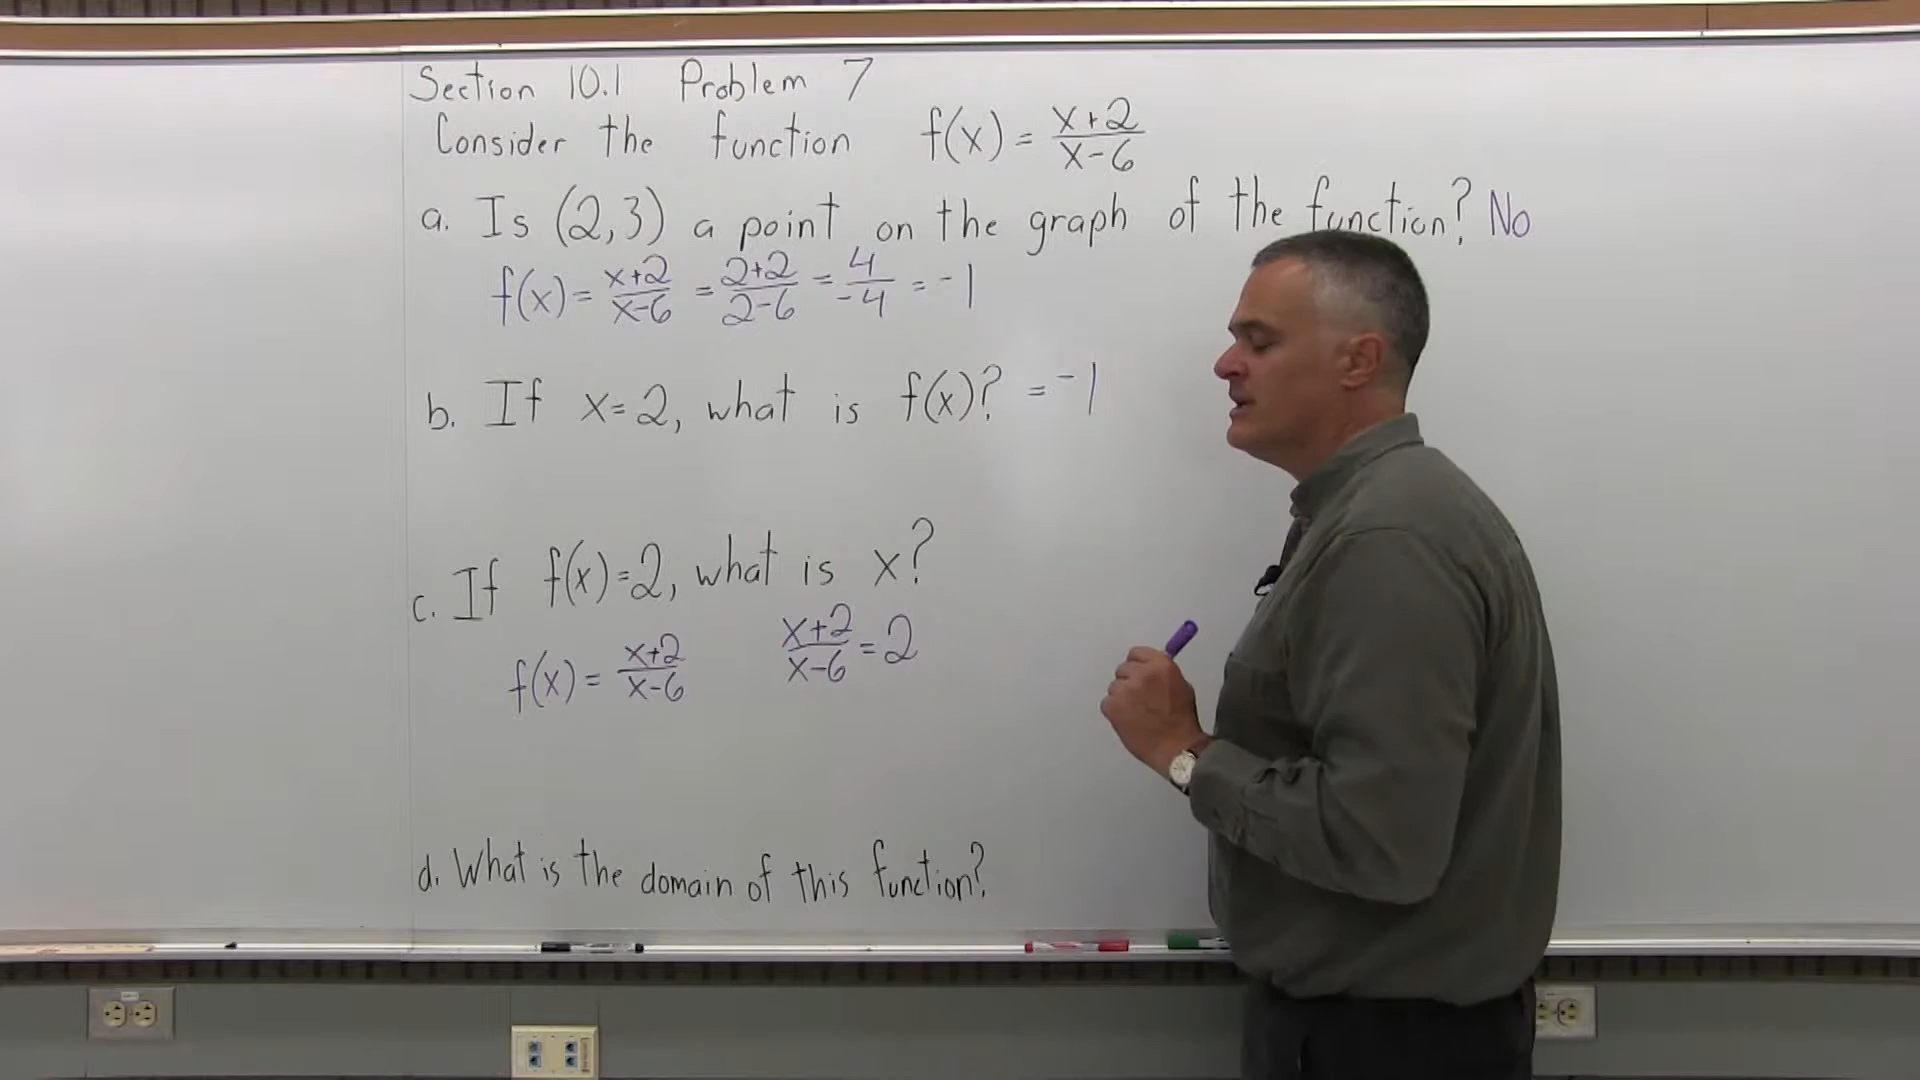 Section 10.1 Problem 7
Consider the function f(x) = x+2/x-6
a. Is (2,3) a point on the graph of the function? No
f(x) = x+2/x-6 = 2+2/2-6 = 4/-4 = -1
b. If x=2, what is f(x)? = -1
c. If f(x)=2, what is x?
f(x) = x+2/x-6 x+2/x-6 = 2
d. What is the domain of this function?